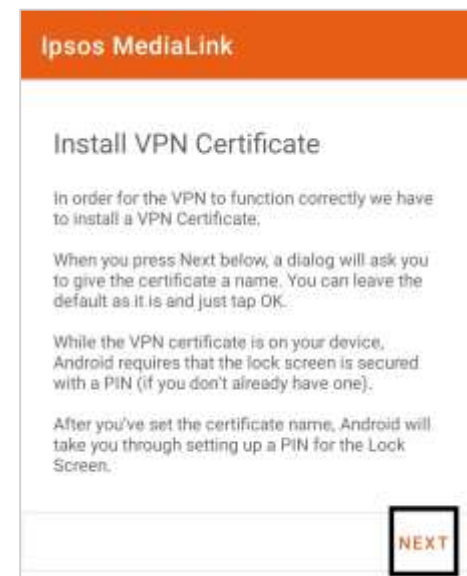 Ipsos MediaLink
Install VPN Certificate
In order for the VPN to function correctly we have
to install a VPN Certificate.
When you press Next below, a dialog will ask you
to give the certificate a name. You can leave the
default as it is and just tap OK.
While the VPN certificate is on your device,
Android requires that the lock screen is secured
with a PIN (if you don't already have one).
After you've set the certificate name, Android will
take you through setting up a PIN for the Lock
Screen.
NEXT